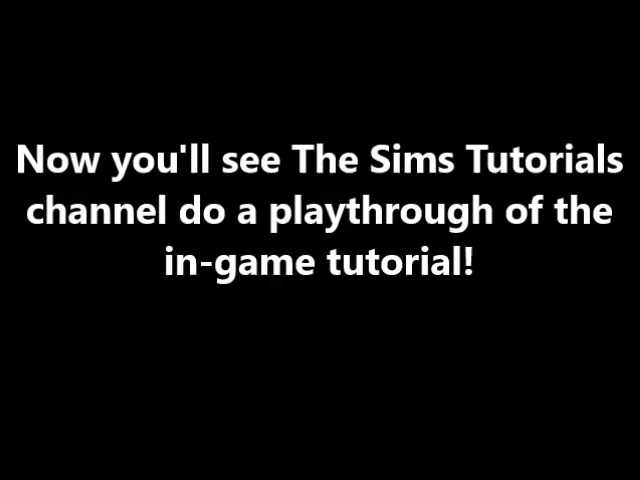 Now you'll see The Sims Tutorials
channel do a playthrough of the
in-game tutorial!